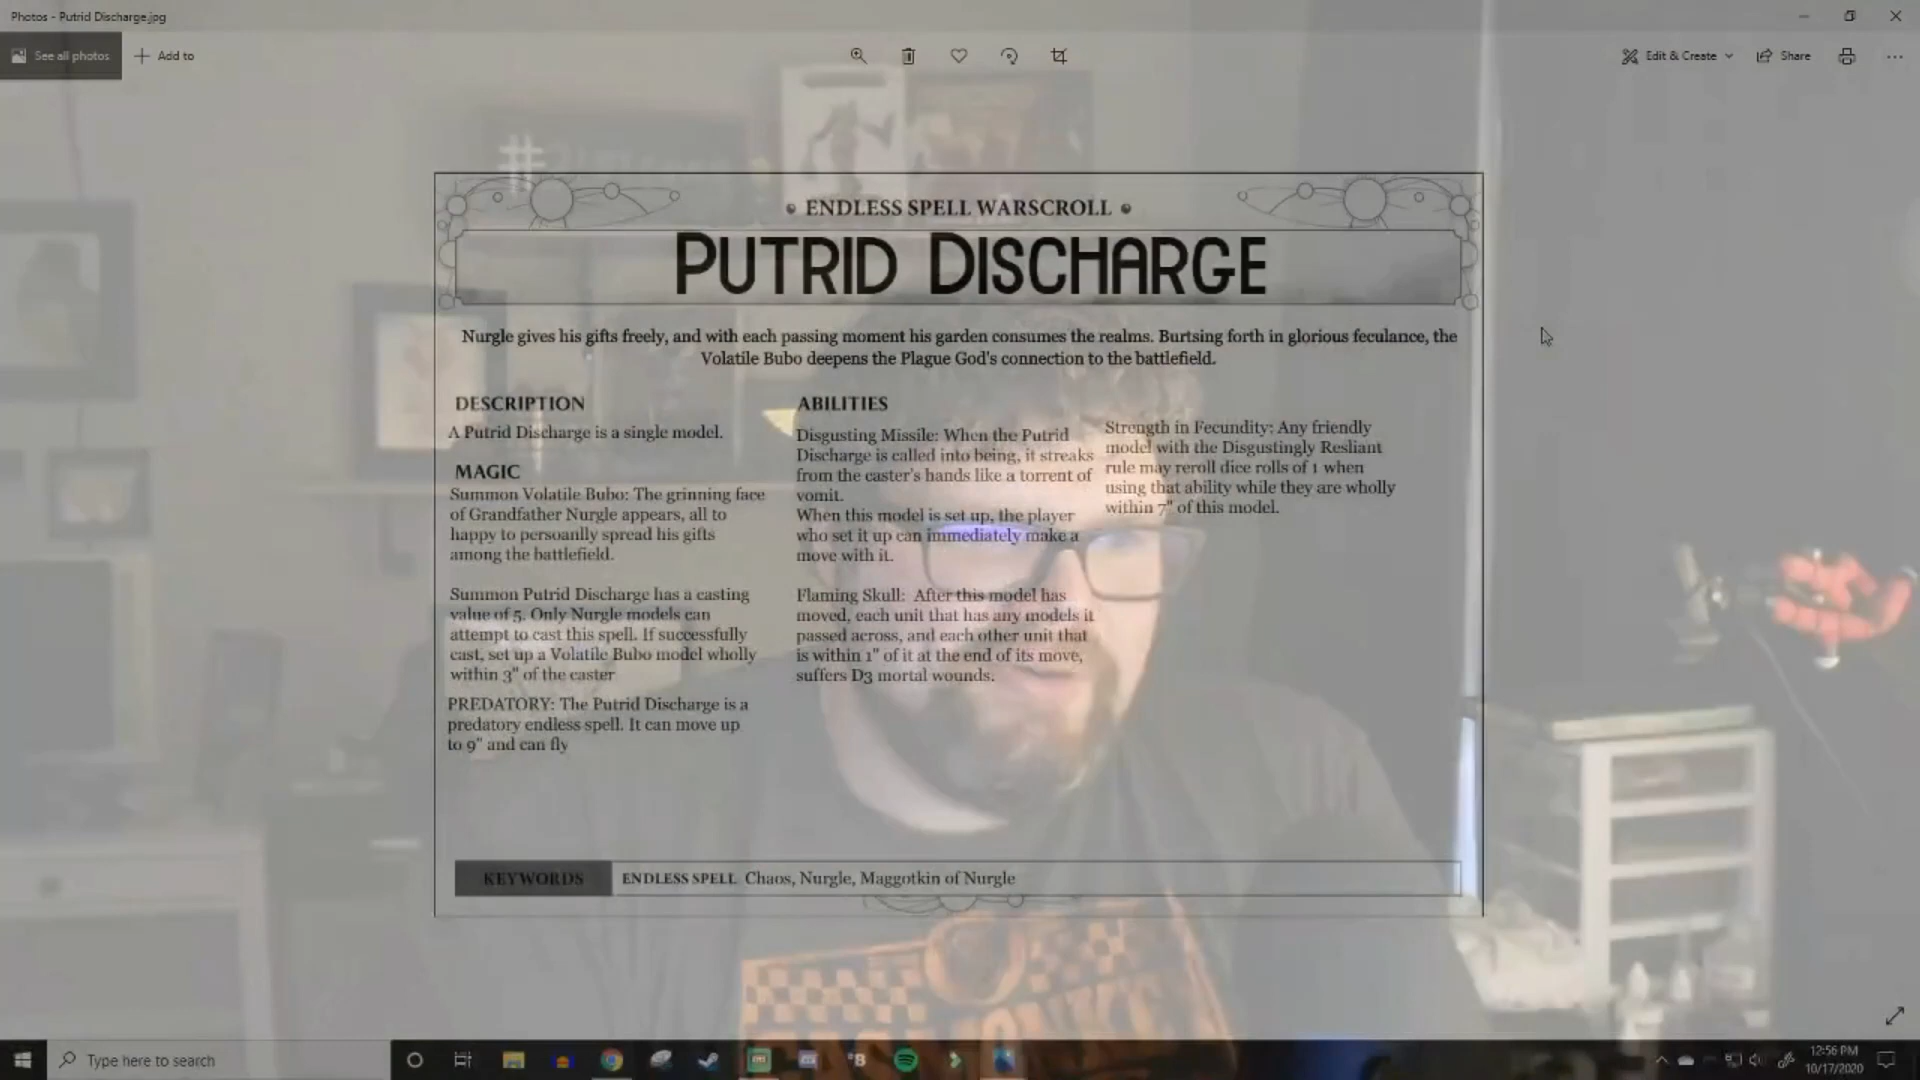 Photos - Putrid Discharge.jpg
See all photos
Add to
Edit & Create
Share
ENDLESS SPELL WARSCROLL
PUTRID DISCHARGE
Nurgle gives his gifts freely, and with each passing moment his garden consumes the realms. Burtsing forth in glorious feculance, the
Volatile Bubo deepens the Plague God's connection to the battlefield.
DESCRIPTION
A Putrid Discharge is a single model.
MAGIC
Summon Volatile Bubo: The grinning face
of Grandfather Nurgle appears, all to
happy to persoanlly spread his gifts
among the battlefield.
Summon Putrid Discharge has a casting
value of 5. Only Nurgle models can
attempt to cast this spell. If successfully
cast, set up a Volatile Bubo model wholly
within 3" of the caster
PREDATORY: The Putrid Discharge is a
predatory endless spell. It can move up
to 9" and can fly
ABILITIES
Disgusting Missile: When the Putrid
Discharge is called into being, it streaks
from the caster's hands like a torrent of
vomit.
When this model is set up, the player
who set it up can immediately make a
move with it.
Flaming Skull: After this model has
moved, each unit that has any models it
passed across, and each other unit that
is within 1" of it at the end of its move,
suffers D3 mortal wounds.
Strength in Fecundity: Any friendly
model with the Disgustingly Resliant
rule may reroll dice rolls of 1 when
using that ability while they are wholly
within 7" of this model.
KEYWORDS
ENDLESS SPELL Chaos, Nurgle, Maggotkin of Nurgle
Type here to search
12:56 PM
10/17/2020